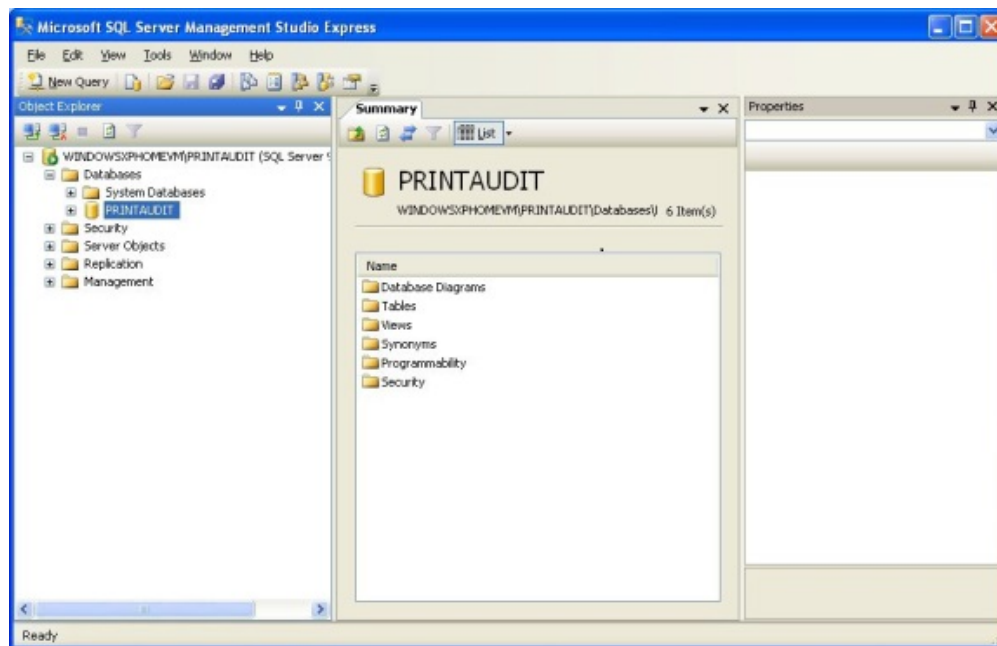 Microsoft SQL Server Management Studio Express
File Edit View Tools Window Help
New Query
Object Explorer
WINDOWSXPHOMEVM\PRINTAUDIT (SQL Server 9
Databases
System Databases
PRINTAUDIT
Security
Server Objects
Replication
Management
Summary
List
PRINTAUDIT
WINDOWSXPHOMEVM\PRINTAUDIT\Databases\ 6 Item(s)
Name
Database Diagrams
Tables
Views
Synonyms
Programmability
Security
Properties
Ready